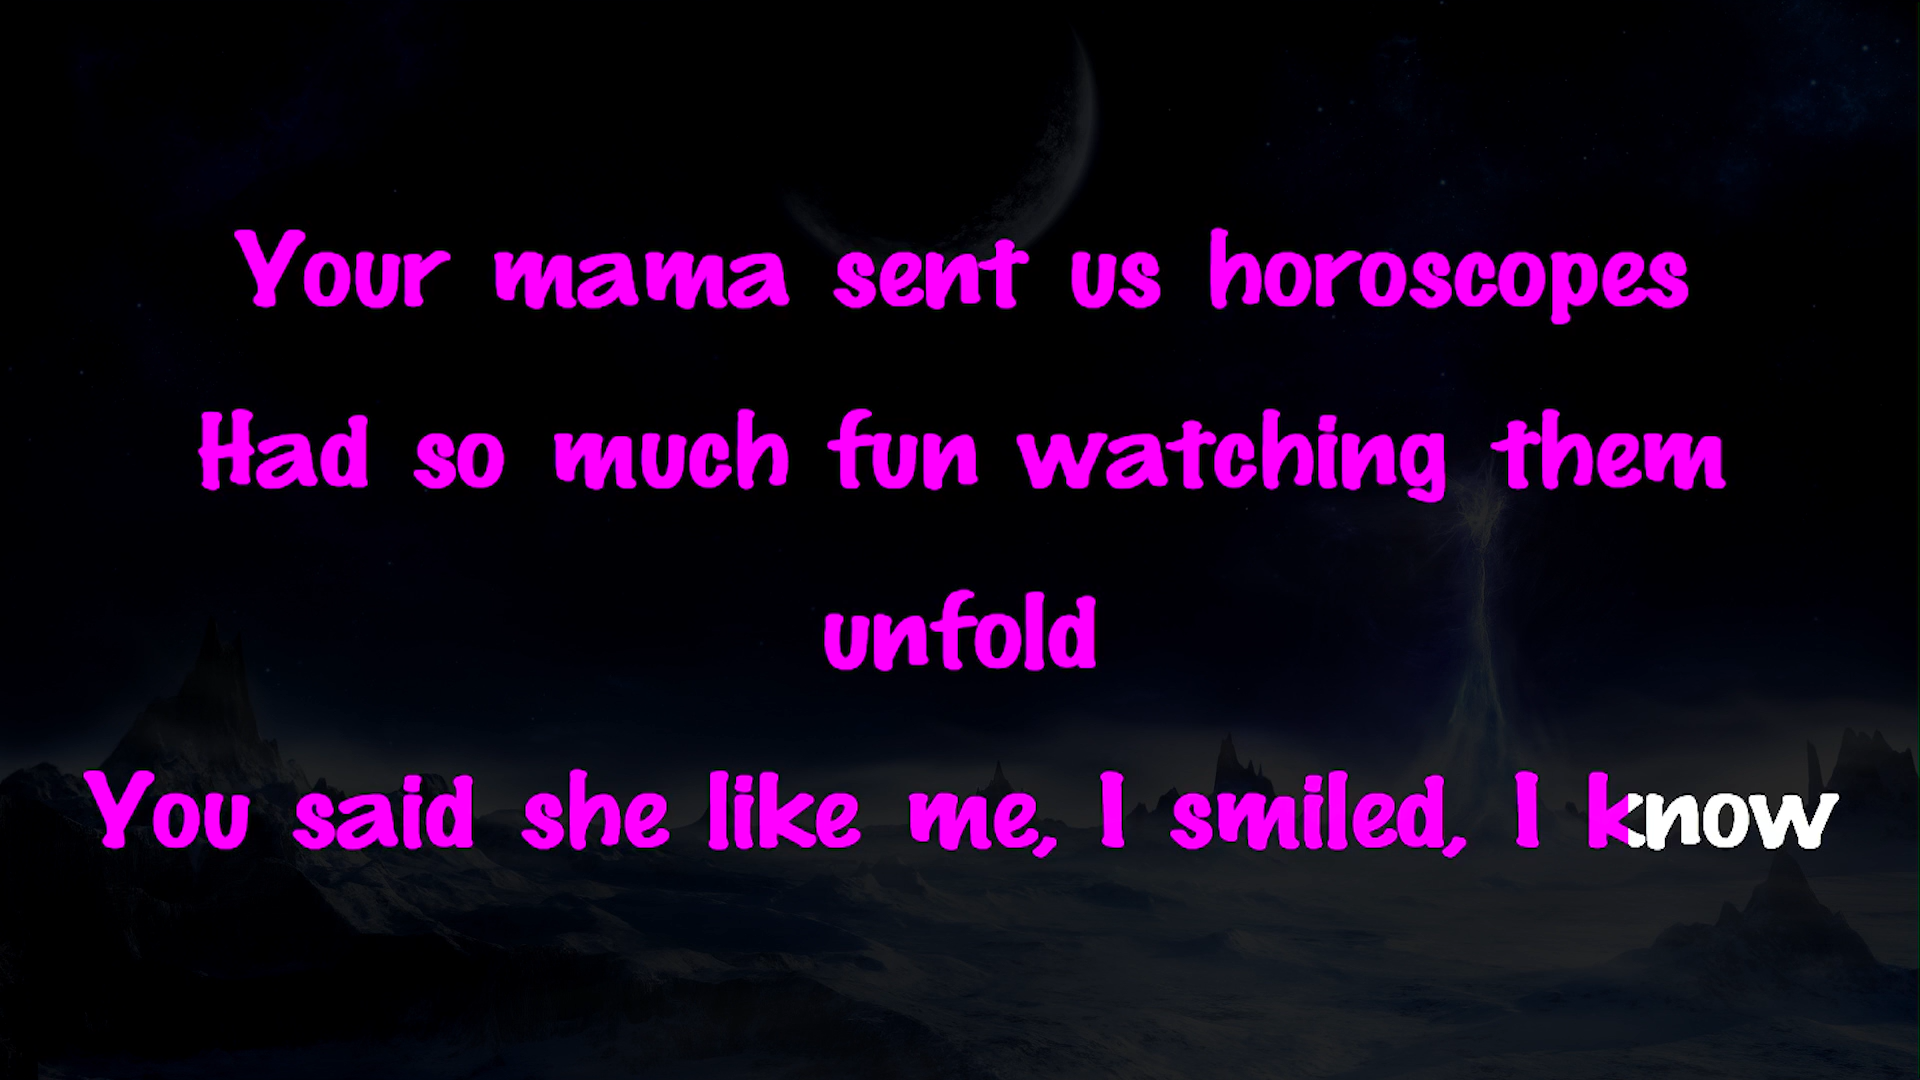 Your mama sent us horoscopes
Had so much fun watching them
unfold
You said she like me, I smiled, I know